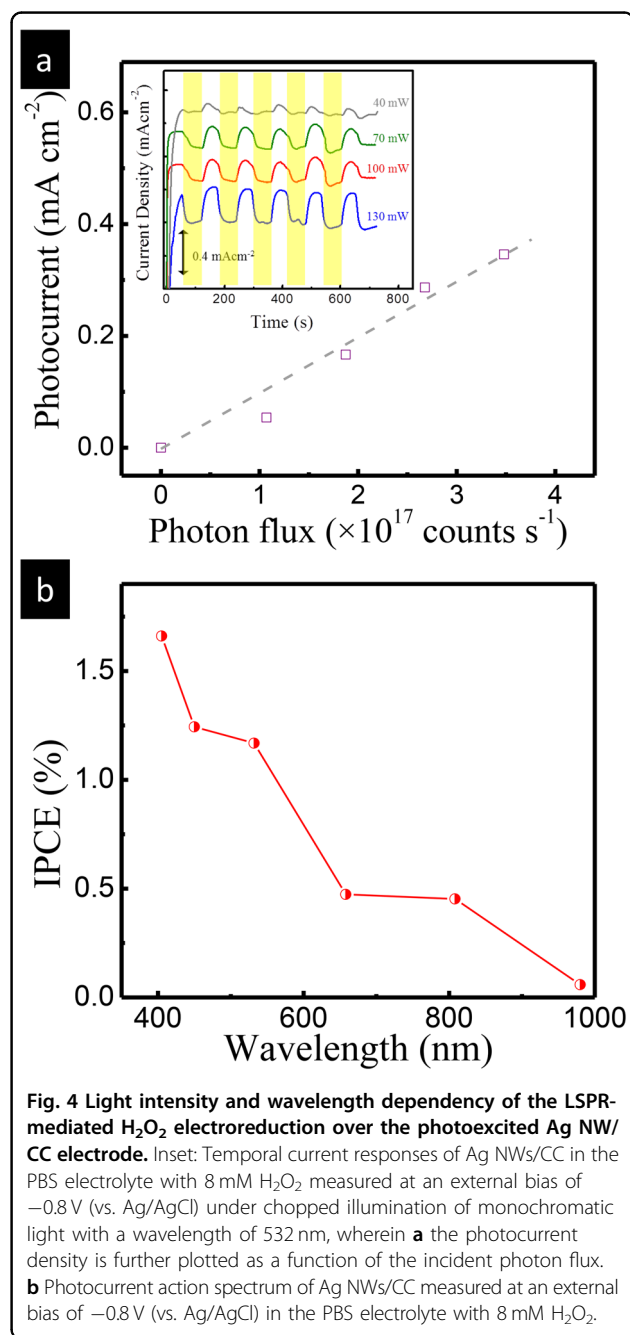 a
Photocurrent (mA cm⁻²)
0.6
0.4
0.2
0.0
Current Density (mAcm⁻²)
40 mW
70 mW
100 mW
130 mW
0.4 mAcm⁻²
0 200 400 600 800
Time (s)
0 1 2 3 4
Photon flux (×10¹⁷ counts s⁻¹)
b
IPCE (%)
1.5
1.0
0.5
0.0
400 600 800 1000
Wavelength (nm)
Fig. 4 Light intensity and wavelength dependency of the LSPR-
mediated H₂O₂ electroreduction over the photoexcited Ag NW/
CC electrode. Inset: Temporal current responses of Ag NWs/CC in the
PBS electrolyte with 8 mM H₂O₂ measured at an external bias of
−0.8 V (vs. Ag/AgCl) under chopped illumination of monochromatic
light with a wavelength of 532 nm, wherein a the photocurrent
density is further plotted as a function of the incident photon flux.
b Photocurrent action spectrum of Ag NWs/CC measured at an external
bias of −0.8 V (vs. Ag/AgCl) in the PBS electrolyte with 8 mM H₂O₂.